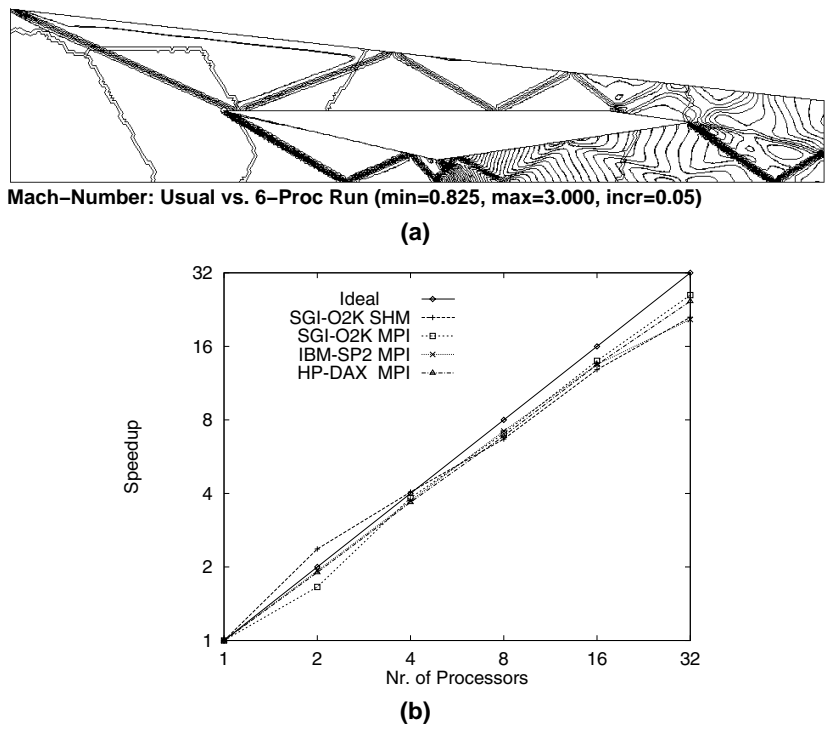 Mach-Number: Usual vs. 6-Proc Run (min=0.825, max=3.000, incr=0.05)
(a)
32
16
8
4
2
1
Speedup
Ideal
SGI-O2K SHM
SGI-O2K MPI
IBM-SP2 MPI
HP-DAX MPI
1 2 4 8 16 32
Nr. of Processors
(b)